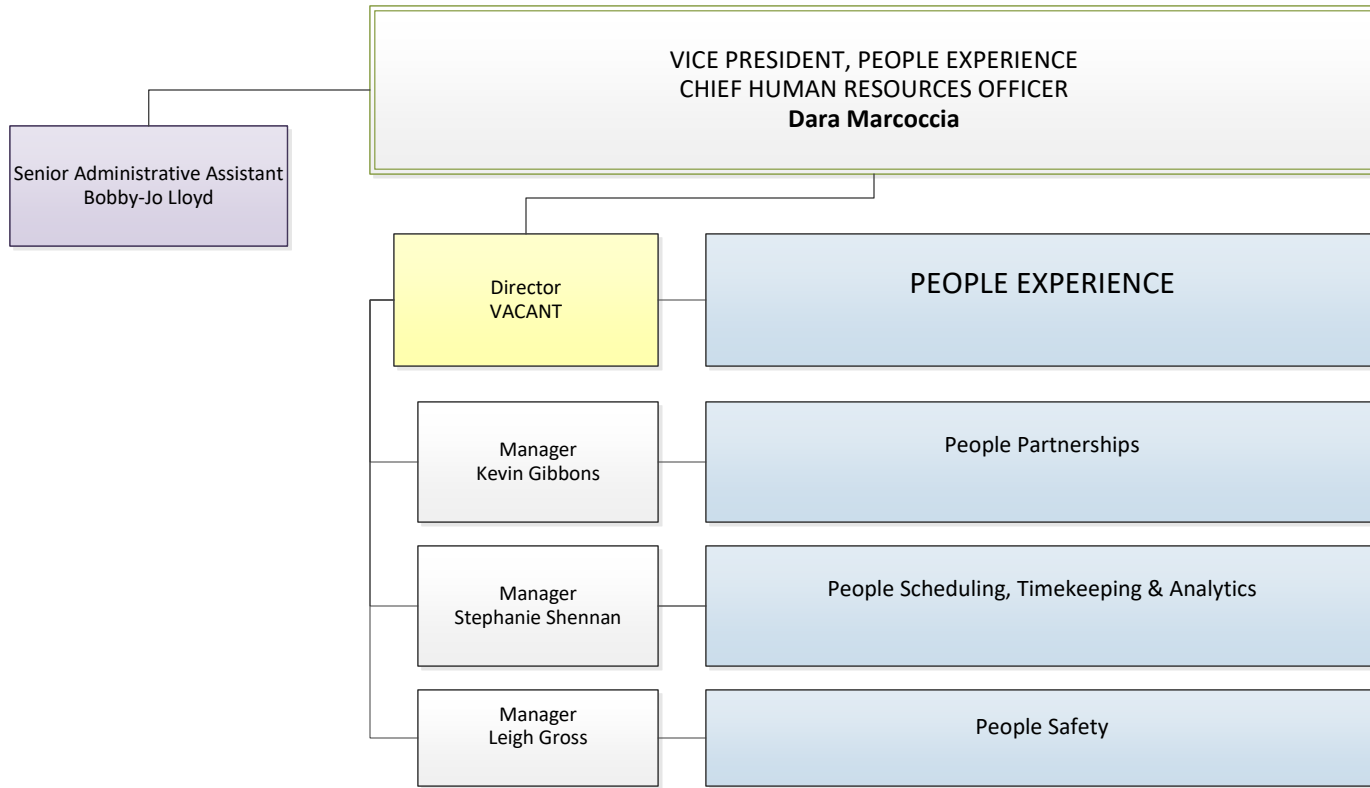 VICE PRESIDENT, PEOPLE EXPERIENCE
CHIEF HUMAN RESOURCES OFFICER
Dara Marcoccia
Senior Administrative Assistant
Bobby-Jo Lloyd
Director
VACANT
PEOPLE EXPERIENCE
Manager
Kevin Gibbons
People Partnerships
Manager
Stephanie Shennan
People Scheduling, Timekeeping & Analytics
Manager
Leigh Gross
People Safety